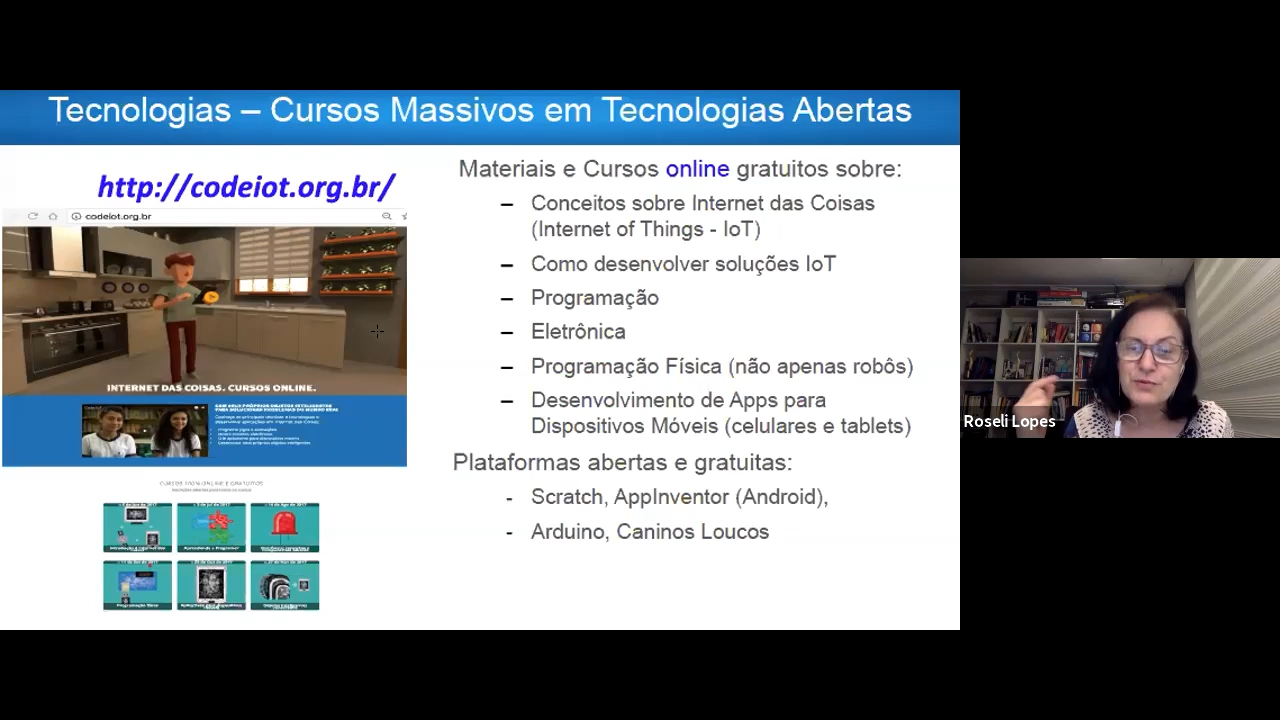 Tecnologias – Cursos Massivos em Tecnologias Abertas
http://codeiot.org.br/
codeiot.org.br
INTERNET DAS COISAS. CURSOS ONLINE.
Materiais e Cursos online gratuitos sobre:
– Conceitos sobre Internet das Coisas
(Internet of Things - IoT)
– Como desenvolver soluções IoT
– Programação
– Eletrônica
– Programação Física (não apenas robôs)
– Desenvolvimento de Apps para
Dispositivos Móveis (celulares e tablets)
Plataformas abertas e gratuitas:
- Scratch, AppInventor (Android),
- Arduino, Caninos Loucos
Roseli Lopes